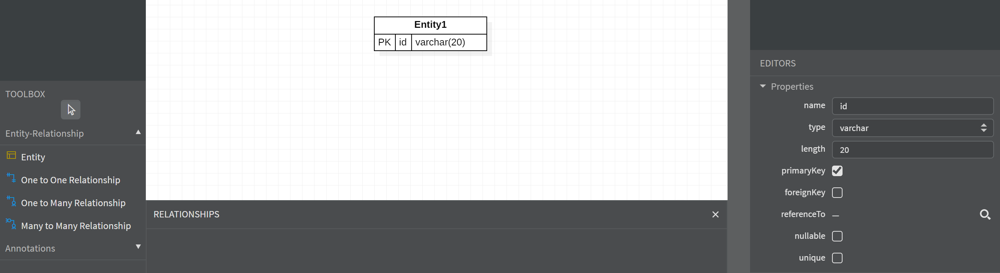 TOOLBOX
Entity-Relationship
Entity
One to One Relationship
One to Many Relationship
Many to Many Relationship
Annotations
Entity1
PK id varchar(20)
RELATIONSHIPS
EDITORS
Properties
name id
type varchar
length 20
primaryKey
foreignKey
referenceTo —
nullable
unique